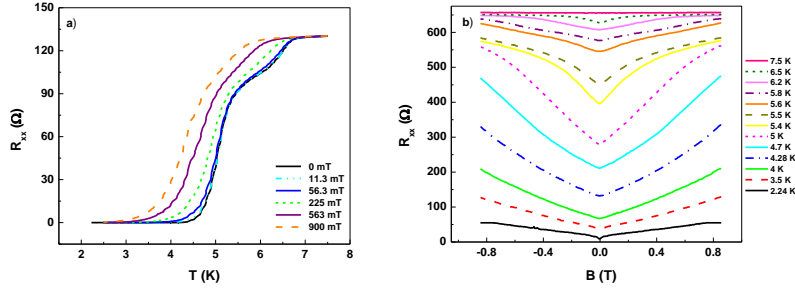 a)
150
120
90
60
30
0
Rxx (Ω)
2 3 4 5 6 7 8
T (K)
0 mT
11.3 mT
56.3 mT
225 mT
563 mT
900 mT
b)
600
500
400
300
200
100
0
Rxx (Ω)
-0.8 -0.4 0.0 0.4 0.8
B (T)
7.5 K
6.5 K
6.2 K
5.8 K
5.6 K
5.5 K
5.4 K
5 K
4.7 K
4.28 K
4 K
3.5 K
2.24 K